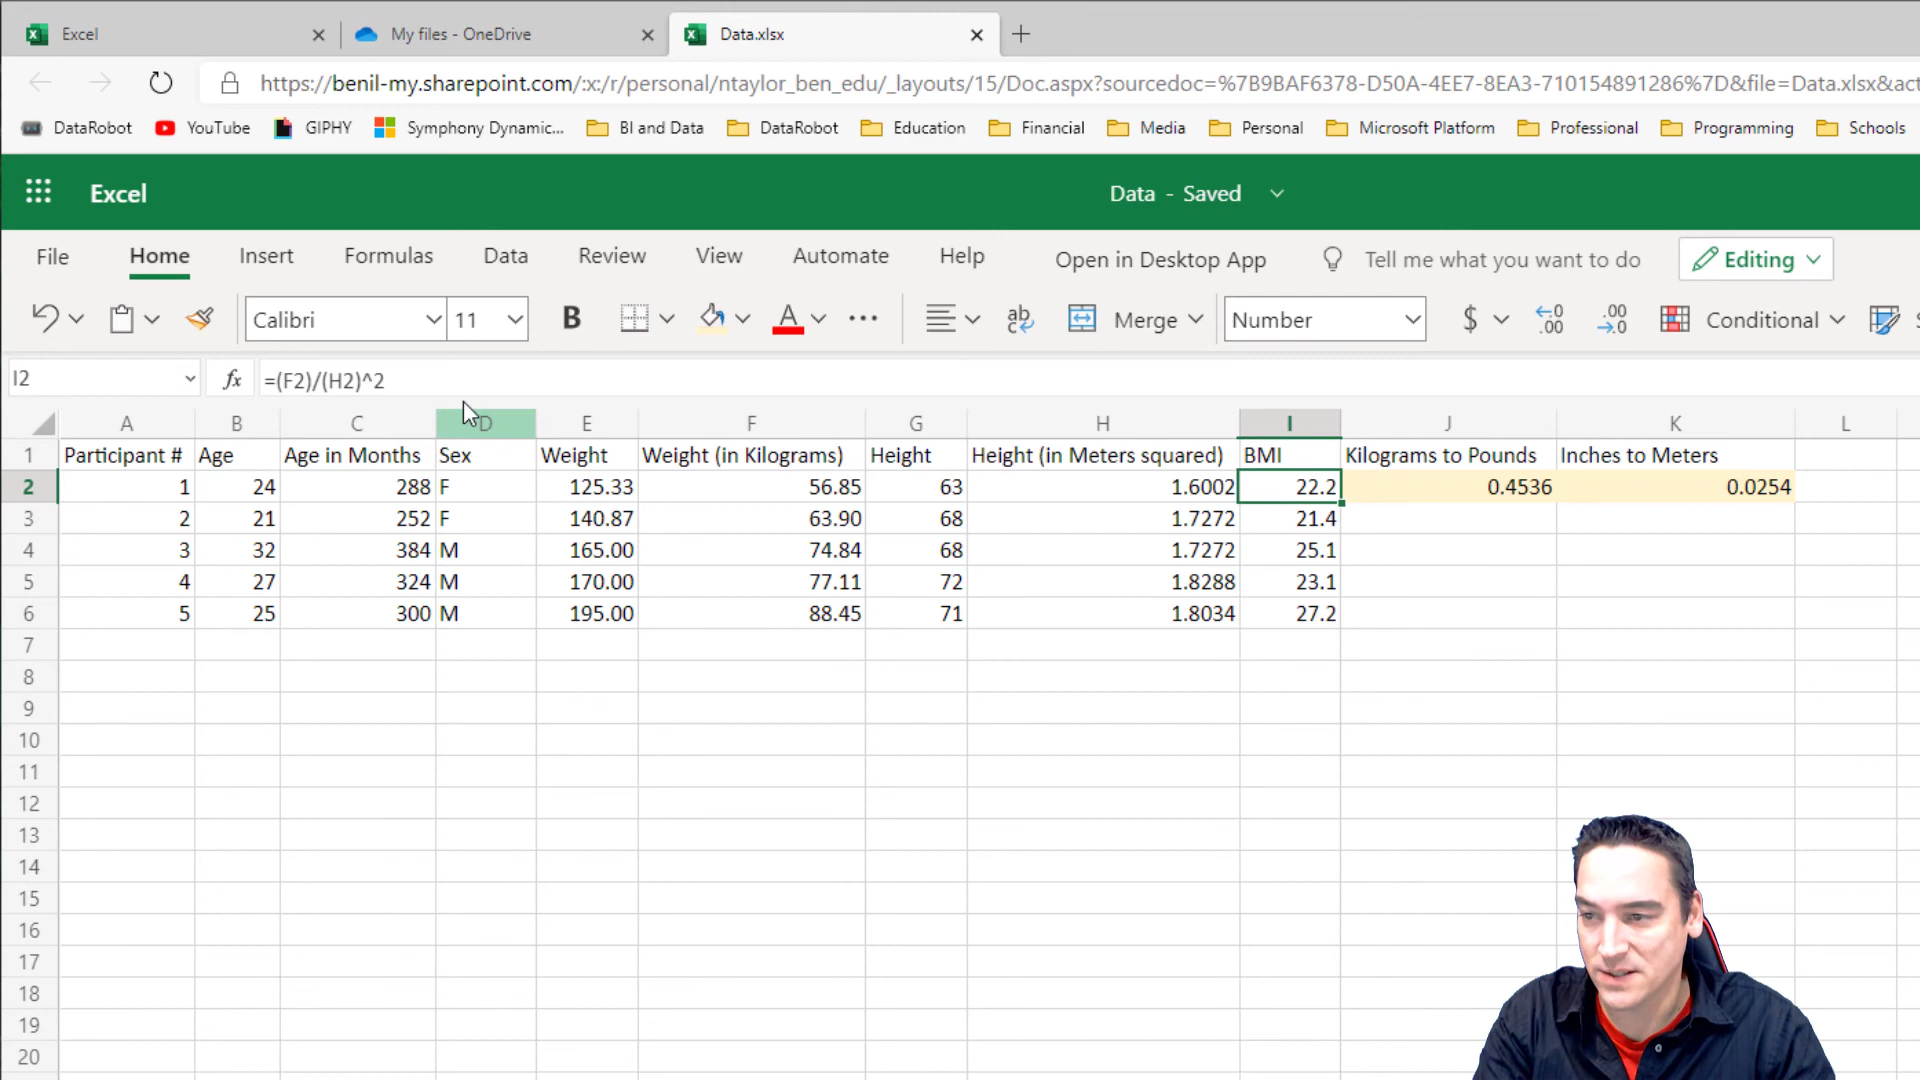 Excel
My files - OneDrive
Data.xlsx
https://benil-my.sharepoint.com/:x:/r/personal/ntaylor_ben_edu/_layouts/15/Doc.aspx?sourcedoc=%7B9BAF6378-D50A-4EE7-8EA3-710154891286%7D&file=Data.xlsx&act
DataRobot YouTube GIPHY Symphony Dynamic... BI and Data DataRobot Education Financial Media Personal Microsoft Platform Professional Programming Schools
Excel Data - Saved
File Home Insert Formulas Data Review View Automate Help Open in Desktop App Tell me what you want to do Editing
Calibri 11 B A ... ab Merge Number $ .00 .00 Conditional
I2 fx =(F2)/(H2)^2
A B C D E F G H I J K L
1 Participant # Age Age in Months Sex Weight Weight (in Kilograms) Height Height (in Meters squared) BMI Kilograms to Pounds Inches to Meters
2 1 24 288 F 125.33 56.85 63 1.6002 22.2 0.4536 0.0254
3 2 21 252 F 140.87 63.90 68 1.7272 21.4
4 3 32 384 M 165.00 74.84 68 1.7272 25.1
5 4 27 324 M 170.00 77.11 72 1.8288 23.1
6 5 25 300 M 195.00 88.45 71 1.8034 27.2
7
8
9
10
11
12
13
14
15
16
17
18
19
20